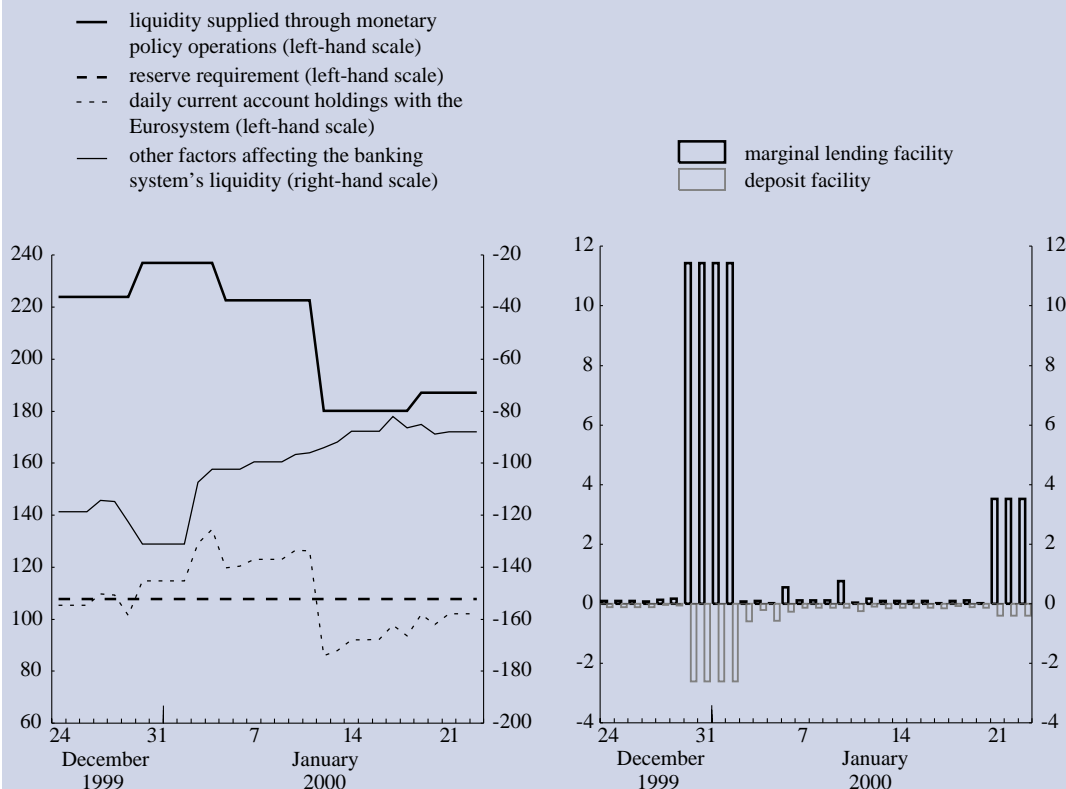 liquidity supplied through monetary
policy operations (left-hand scale)
reserve requirement (left-hand scale)
daily current account holdings with the
Eurosystem (left-hand scale)
other factors affecting the banking
system's liquidity (right-hand scale)
marginal lending facility
deposit facility
240 -20
220 -40
200 -60
180 -80
160 -100
140 -120
120 -140
100 -160
80 -180
60 -200
24 31 7 14 21
December January
1999 2000
12 12
10 10
8 8
6 6
4 4
2 2
0 0
-2 -2
-4 -4
24 31 7 14 21
December January
1999 2000